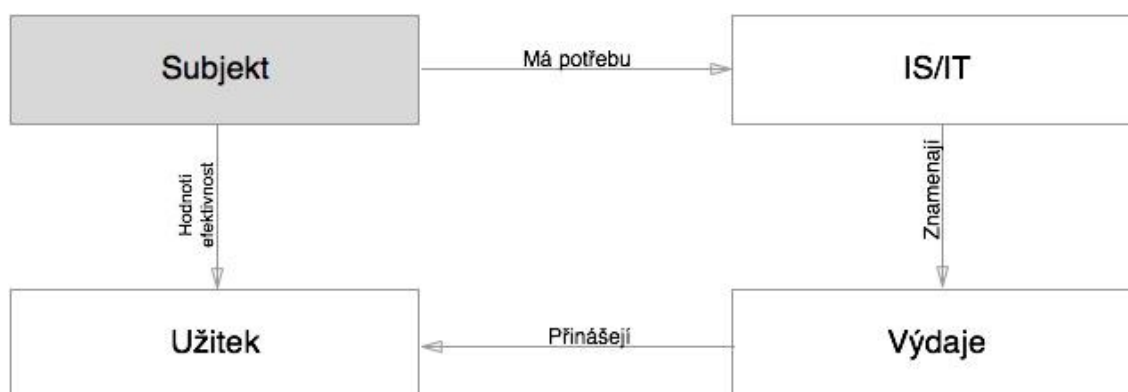 Subjekt
Má potřebu
IS/IT
Hodnotí
efektivnost
Znamenají
Užitek
Přinášejí
Výdaje